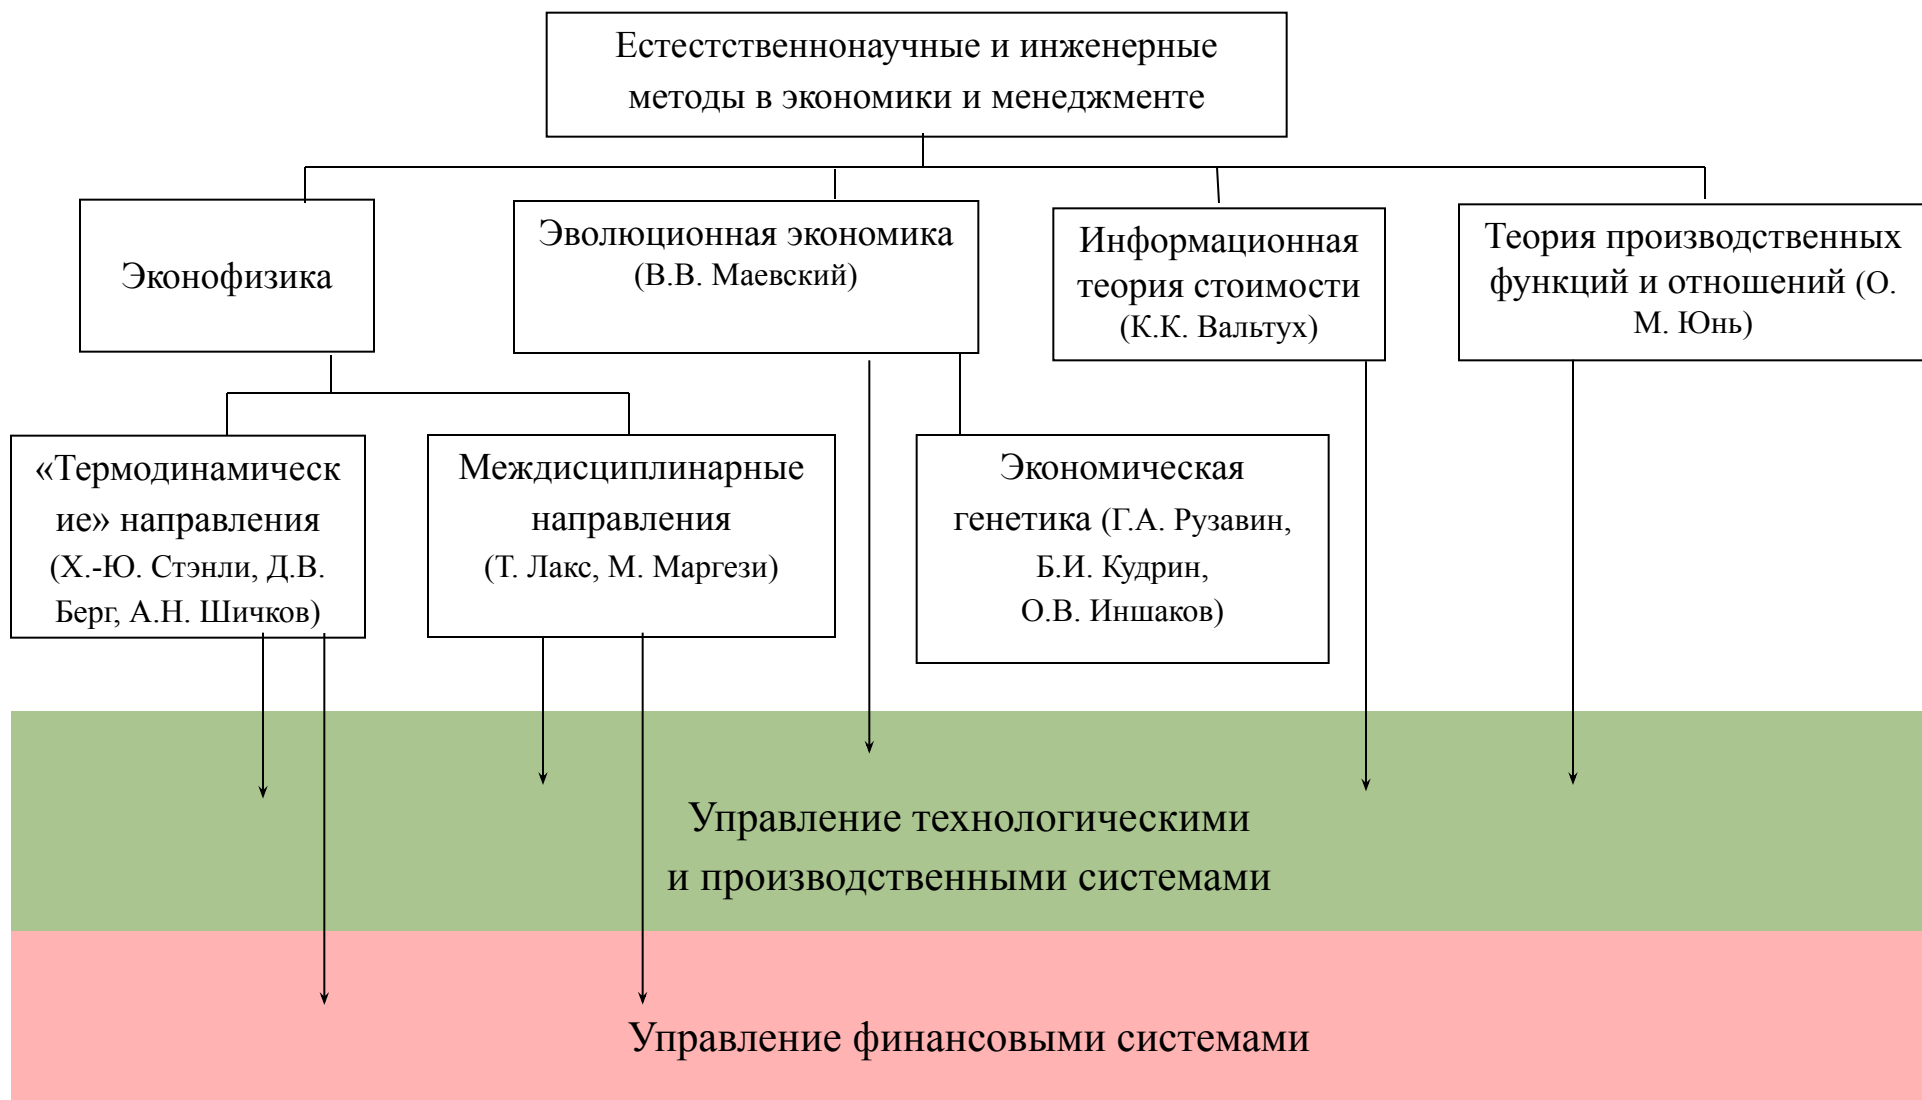 Естестственнонаучные и инженерные
методы в экономики и менеджменте
Эконофизика
Эволюционная экономика
(В.В. Маевский)
Информационная
теория стоимости
(К.К. Вальтух)
Теория производственных
функций и отношений (О.
М. Юнь)
«Термодинамическ
ие» направления
(Х.-Ю. Стэнли, Д.В.
Берг, А.Н. Шичков)
Междисциплинарные
направления
(Т. Лакс, М. Маргези)
Экономическая
генетика (Г.А. Рузавин,
Б.И. Кудрин,
О.В. Иншаков)
Управление технологическими
и производственными системами
Управление финансовыми системами